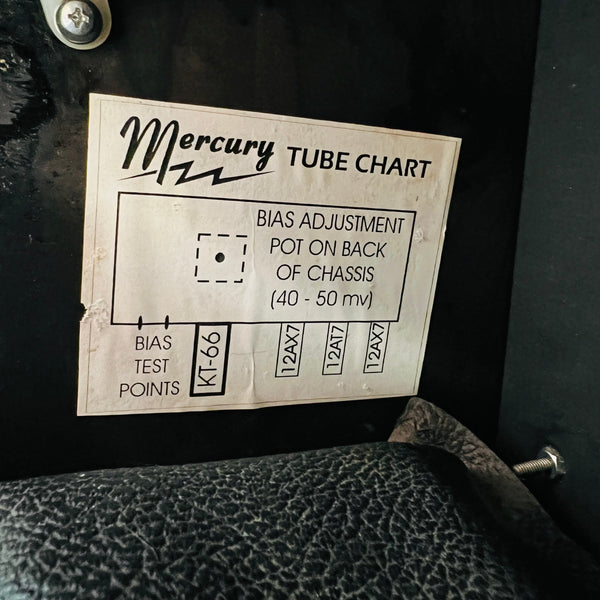 Mercury TUBE CHART
BIAS ADJUSTMENT
POT ON BACK
OF CHASSIS
(40 - 50 mv)
BIAS
TEST
POINTS
KT-66
12AX7
12AT7
12AX7